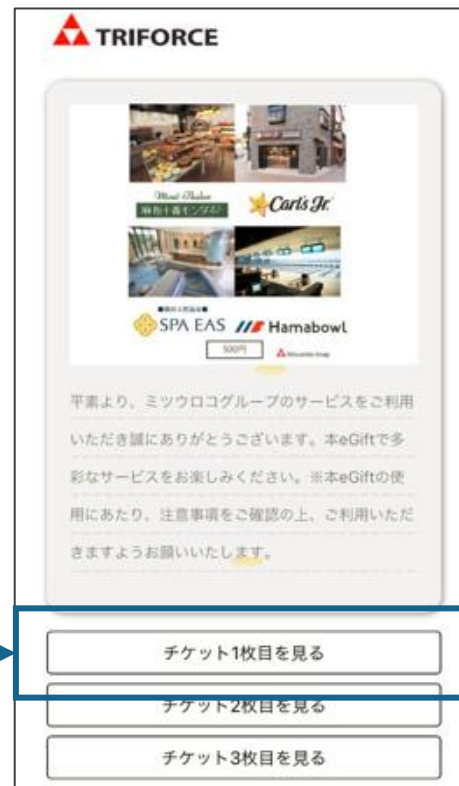 TRIFORCE
Mont-Thabor
麻布十番モンタボー
Carl's Jr.
SPA EAS
Hamabowl
500円
平素より、ミツウロコグループのサービスをご利用
いただき誠にありがとうございます。本eGiftで多
彩なサービスをお楽しみください。※本eGiftの使
用にあたり、注意事項をご確認の上、ご利用いただ
きますようお願いいたします。
チケット1枚目を見る
チケット2枚目を見る
チケット3枚目を見る